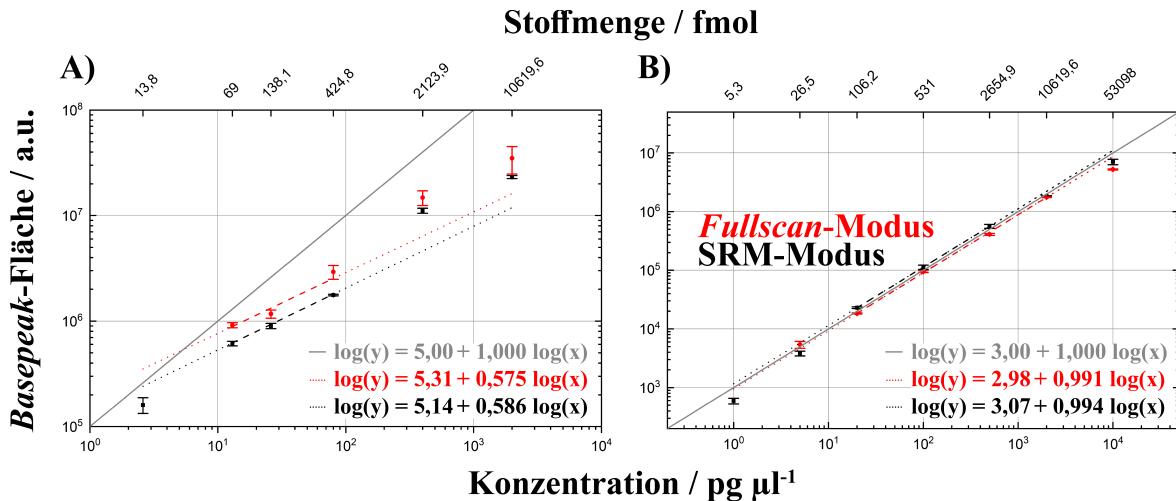 Stoffmenge / fmol
A)
13,8 69 138,1 424,8 2123,9 10619,6
10⁸
10⁷
10⁶
10⁵
10⁰ 10¹ 10² 10³ 10⁴
log(y) = 5,00 + 1,000 log(x)
log(y) = 5,31 + 0,575 log(x)
log(y) = 5,14 + 0,586 log(x)
B)
5,3 26,5 106,2 531 2654,9 10619,6 53098
10⁷
10⁶
10⁵
10⁴
10³
10⁰ 10¹ 10² 10³ 10⁴
Fullscan-Modus
SRM-Modus
log(y) = 3,00 + 1,000 log(x)
log(y) = 2,98 + 0,991 log(x)
log(y) = 3,07 + 0,994 log(x)
Basepeak-Fläche / a.u.
Konzentration / pg µl⁻¹